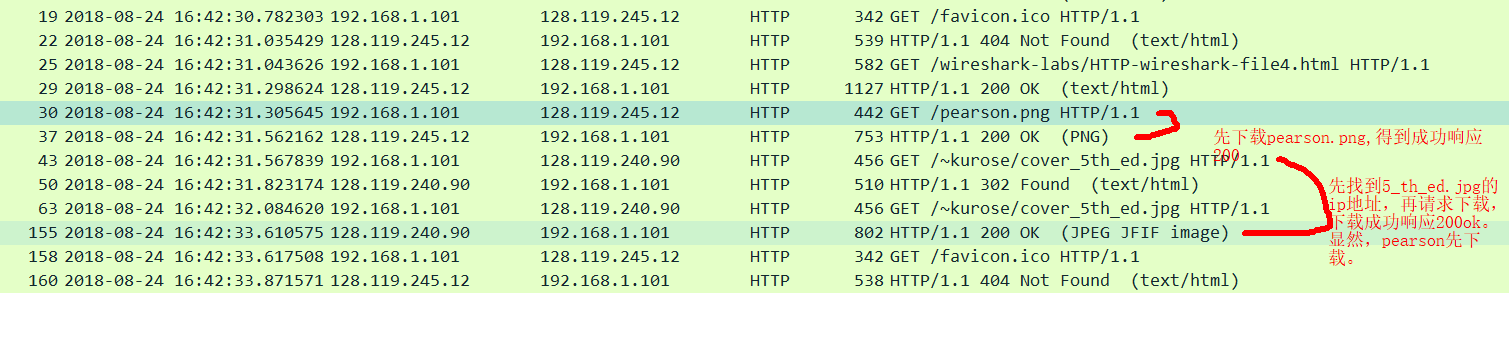 19 2018-08-24 16:42:30.782303 192.168.1.101 128.119.245.12 HTTP 342 GET /favicon.ico HTTP/1.1
22 2018-08-24 16:42:31.035429 128.119.245.12 192.168.1.101 HTTP 539 HTTP/1.1 404 Not Found (text/html)
25 2018-08-24 16:42:31.043626 192.168.1.101 128.119.245.12 HTTP 582 GET /wireshark-labs/HTTP-wireshark-file4.html HTTP/1.1
29 2018-08-24 16:42:31.298624 128.119.245.12 192.168.1.101 HTTP 1127 HTTP/1.1 200 OK (text/html)
30 2018-08-24 16:42:31.305645 192.168.1.101 128.119.245.12 HTTP 442 GET /pearson.png HTTP/1.1
37 2018-08-24 16:42:31.562162 128.119.245.12 192.168.1.101 HTTP 753 HTTP/1.1 200 OK (PNG)
先下载pearson.png,得到成功响应
200
43 2018-08-24 16:42:31.567839 192.168.1.101 128.119.240.90 HTTP 456 GET /~kurose/cover_5th_ed.jpg HTTP/1.1
50 2018-08-24 16:42:31.823174 128.119.240.90 192.168.1.101 HTTP 510 HTTP/1.1 302 Found (text/html)
63 2018-08-24 16:42:32.084620 192.168.1.101 128.119.240.90 HTTP 456 GET /~kurose/cover_5th_ed.jpg HTTP/1.1
155 2018-08-24 16:42:33.610575 128.119.240.90 192.168.1.101 HTTP 802 HTTP/1.1 200 OK (JPEG JFIF image)
先找到5_th_ed.jpg的
ip地址，再请求下载，
下载成功响应200ok。
显然，pearson先下
载。
158 2018-08-24 16:42:33.617508 192.168.1.101 128.119.245.12 HTTP 342 GET /favicon.ico HTTP/1.1
160 2018-08-24 16:42:33.871571 128.119.245.12 192.168.1.101 HTTP 538 HTTP/1.1 404 Not Found (text/html)